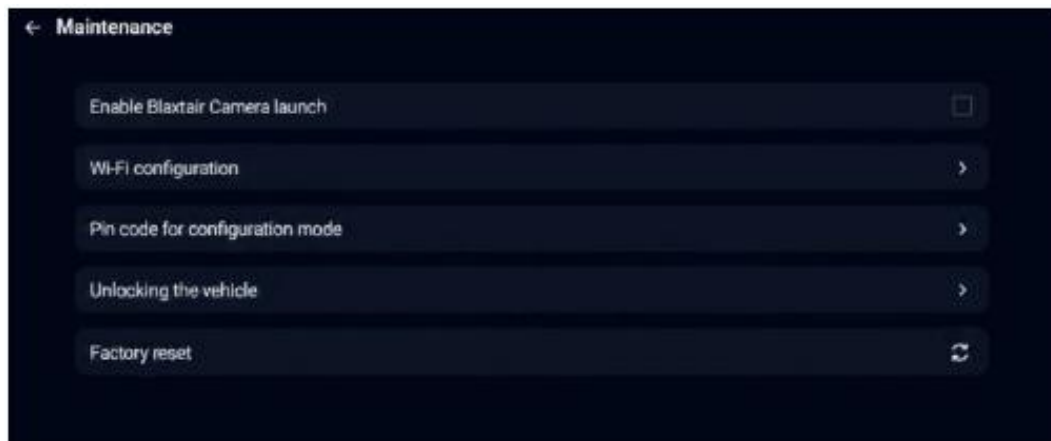 Maintenance
Enable Blaxtair Camera launch
Wi-Fi configuration
Pin code for configuration mode
Unlocking the vehicle
Factory reset